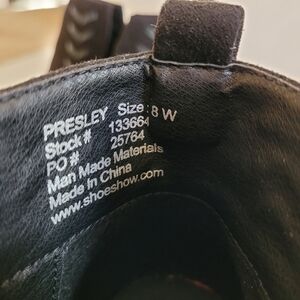 PRESLEY Size: 8 W
Stock# 133664
PO # 25764
Man Made Materials
Made In China
www.shoeshow.com